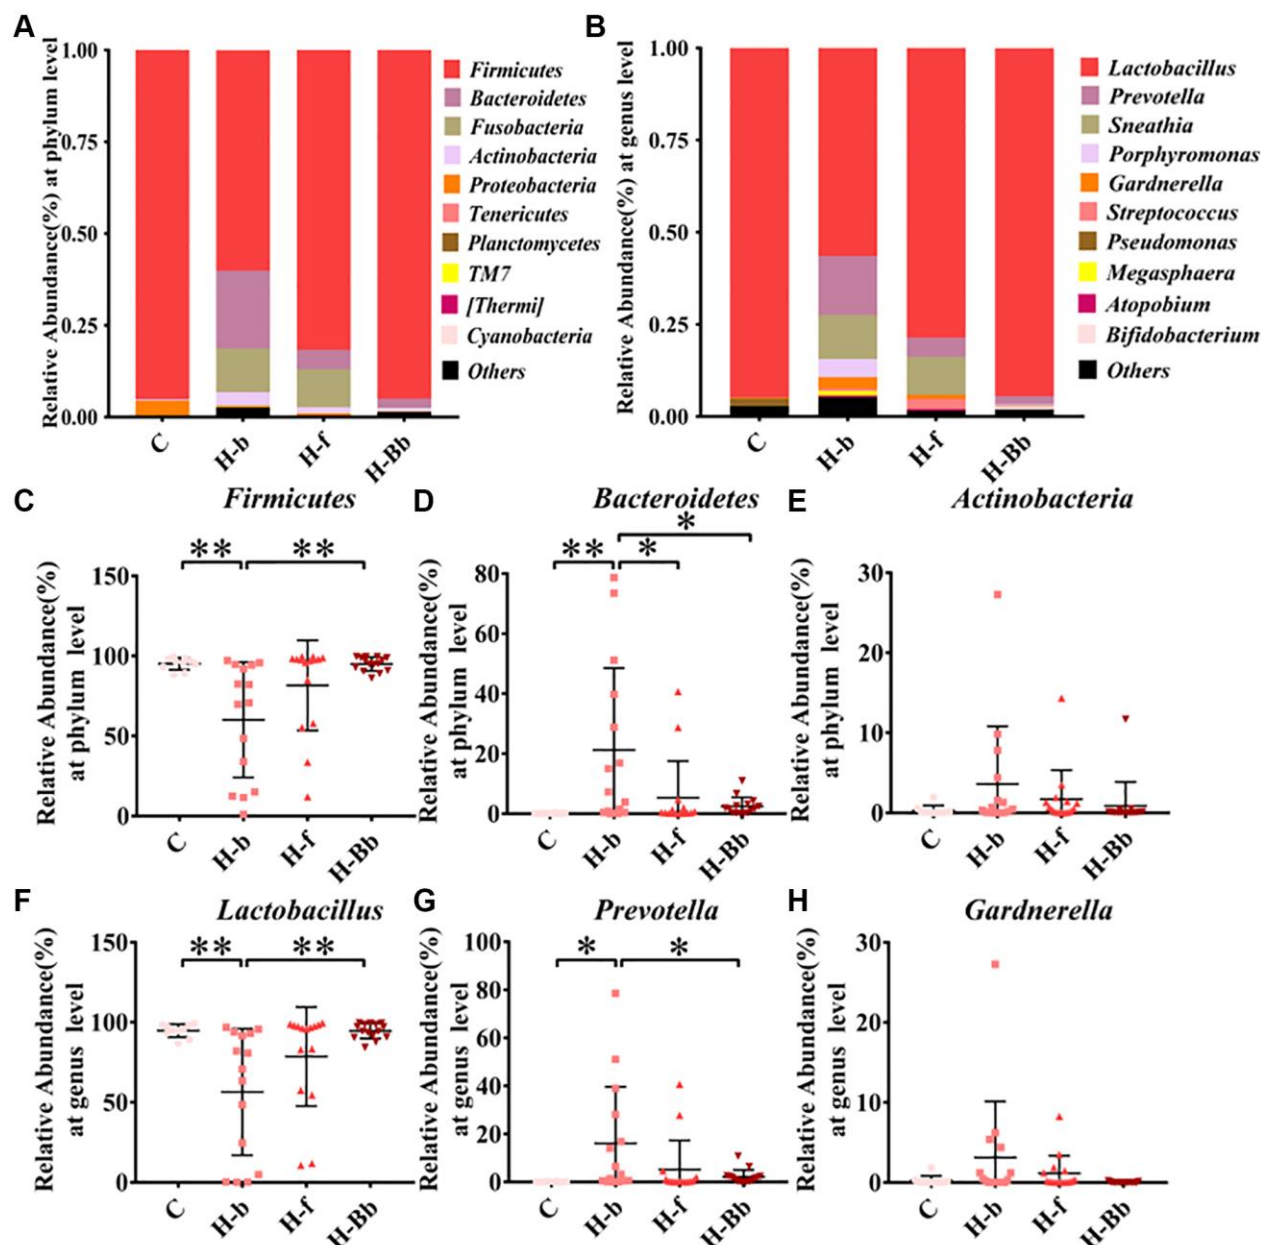 A
B
Relative Abundance(%) at phylum level
1.00
0.75
0.50
0.25
0.00
C
H-b
H-f
H-Bb
Firmicutes
Bacteroidetes
Fusobacteria
Actinobacteria
Proteobacteria
Tenericutes
Planctomycetes
TM7
[Thermi]
Cyanobacteria
Others
Relative Abundance(%) at genus level
1.00
0.75
0.50
0.25
0.00
C
H-b
H-f
H-Bb
Lactobacillus
Prevotella
Sneathia
Porphyromonas
Gardnerella
Streptococcus
Pseudomonas
Megasphaera
Atopobium
Bifidobacterium
Others
C
Firmicutes
Relative Abundance(%)
at phylum level
150
100
50
0
**
**
C
H-b
H-f
H-Bb
D
Bacteroidetes
Relative Abundance(%)
at phylum level
80
60
40
20
0
*
**
*
C
H-b
H-f
H-Bb
E
Actinobacteria
Relative Abundance(%)
at phylum level
30
20
10
0
C
H-b
H-f
H-Bb
F
Lactobacillus
Relative Abundance(%)
at genus level
150
100
50
0
**
**
C
H-b
H-f
H-Bb
G
Prevotella
Relative Abundance(%)
at genus level
100
80
60
40
20
0
*
*
C
H-b
H-f
H-Bb
H
Gardnerella
Relative Abundance(%)
at genus level
30
20
10
0
C
H-b
H-f
H-Bb